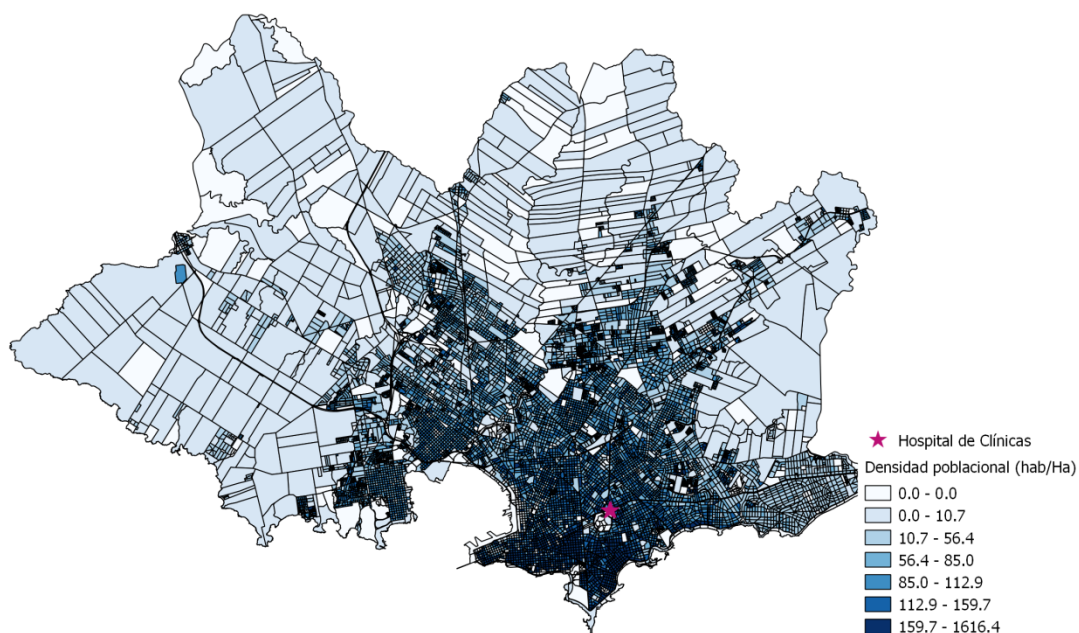 Hospital de Clínicas
Densidad poblacional (hab/Ha)
0.0 - 0.0
0.0 - 10.7
10.7 - 56.4
56.4 - 85.0
85.0 - 112.9
112.9 - 159.7
159.7 - 1616.4